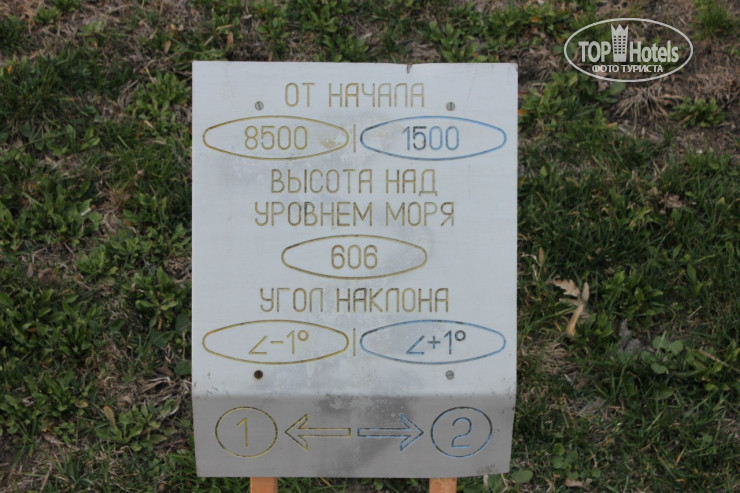 TOP Hotels
ФОТО ТУРИСТА
ОТ НАЧАЛА
8500 | 1500
ВЫСОТА НАД
УРОВНЕМ МОРЯ
606
УГОЛ НАКЛОНА
∠-1° | ∠+1°
1 ← → 2